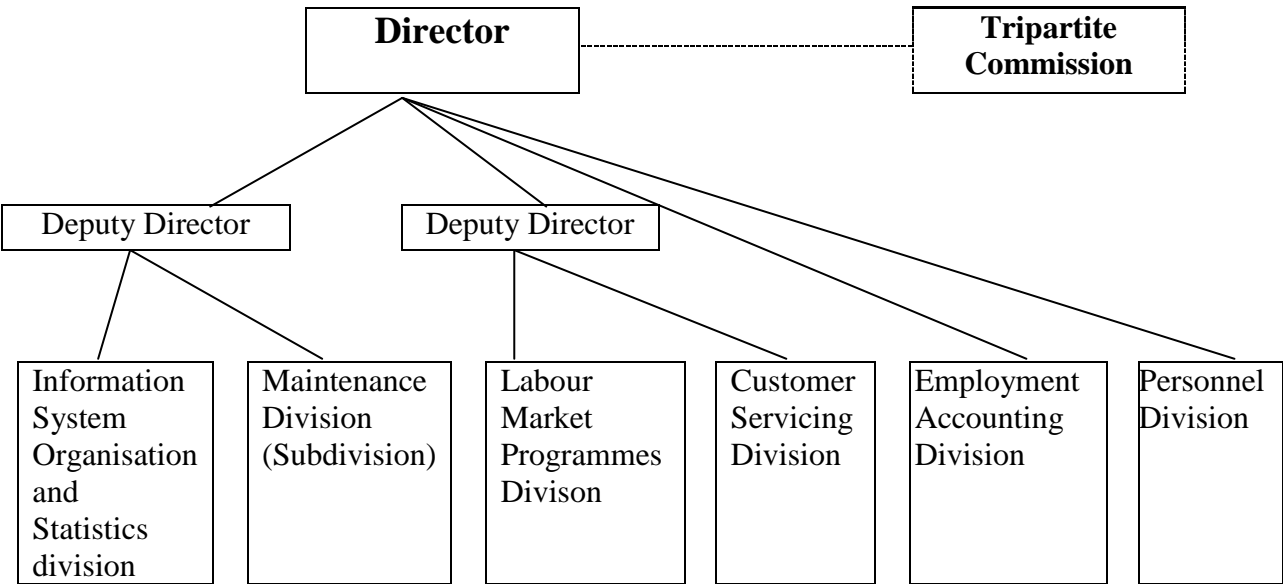 Director
Tripartite
Commission
Deputy Director
Deputy Director
Information
System
Organisation
and
Statistics
division
Maintenance
Division
(Subdivision)
Labour
Market
Programmes
Divison
Customer
Servicing
Division
Employment
Accounting
Division
Personnel
Division